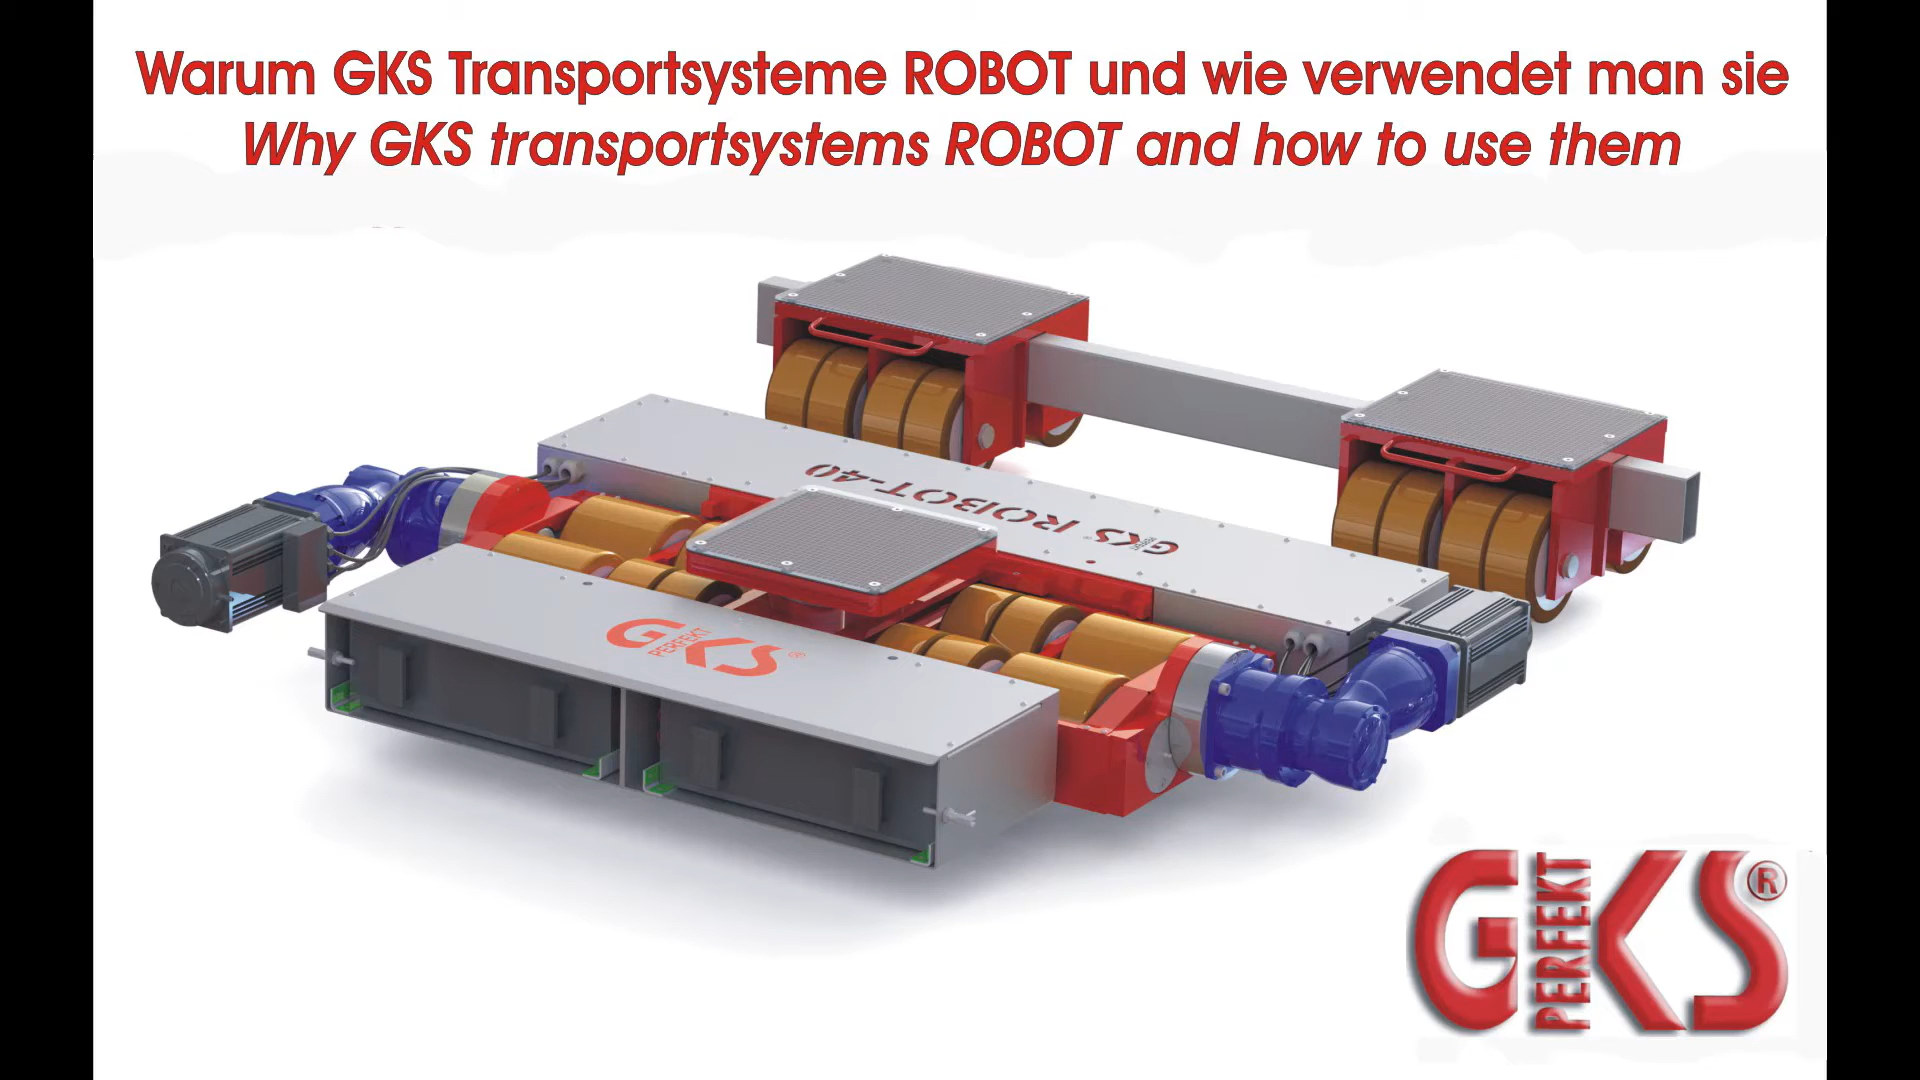 Warum GKS Transportsysteme ROBOT und wie verwendet man sie
Why GKS transportsystems ROBOT and how to use them
GKS PERFEKT ROBOT-40
GKS PERFEKT ®
GKS PERFEKT ®